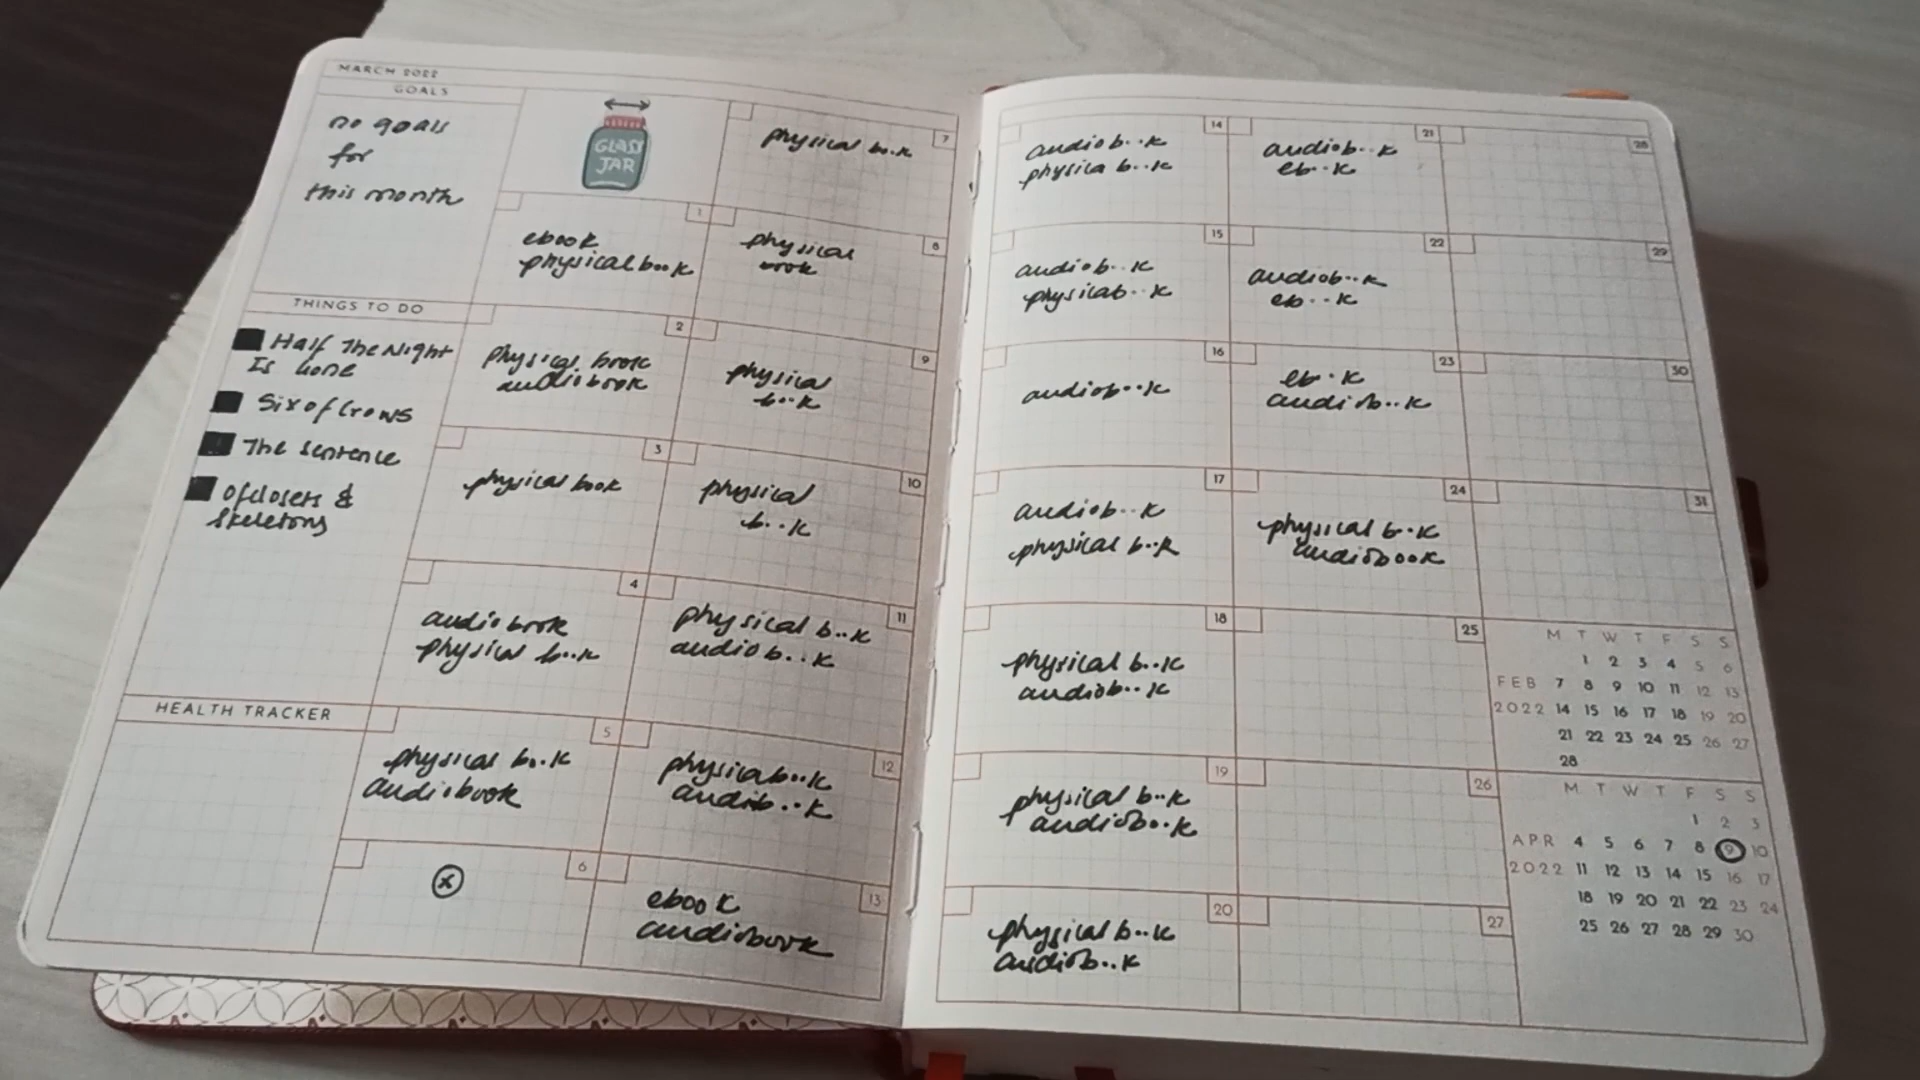 MARCH 2022
GOALS
no goals
for
this month
THINGS TO DO
Half The Night
Is Gone
Six of Crows
The Sentence
Of Closets &
Skeletons
HEALTH TRACKER
GLASS
JAR
1
ebook
physical book
2
physical book
audiobook
3
physical book
4
audiobook
physical book
5
physical book
audiobook
6
x
7
physical book
8
physical
book
9
physical
book
10
physical
book
11
physical book
audiobook
12
physicabook
audiobook
13
ebook
audiobook
14
audiobook
physica book
15
audiobook
physicabook
16
audiobook
17
audiobook
physical book
18
physical book
audiobook
19
physical book
audiobook
20
physical book
audiobook
21
audiobook
ebook
22
audiobook
ebook
23
ebook
audiobook
24
physical book
audiobook
25
26
27
28
29
30
31
M T W T F S S
1 2 3 4 5 6
FEB 7 8 9 10 11 12 13
2022 14 15 16 17 18 19 20
21 22 23 24 25 26 27
28
M T W T F S S
1 2 3
APR 4 5 6 7 8 9 10
2022 11 12 13 14 15 16 17
18 19 20 21 22 23 24
25 26 27 28 29 30